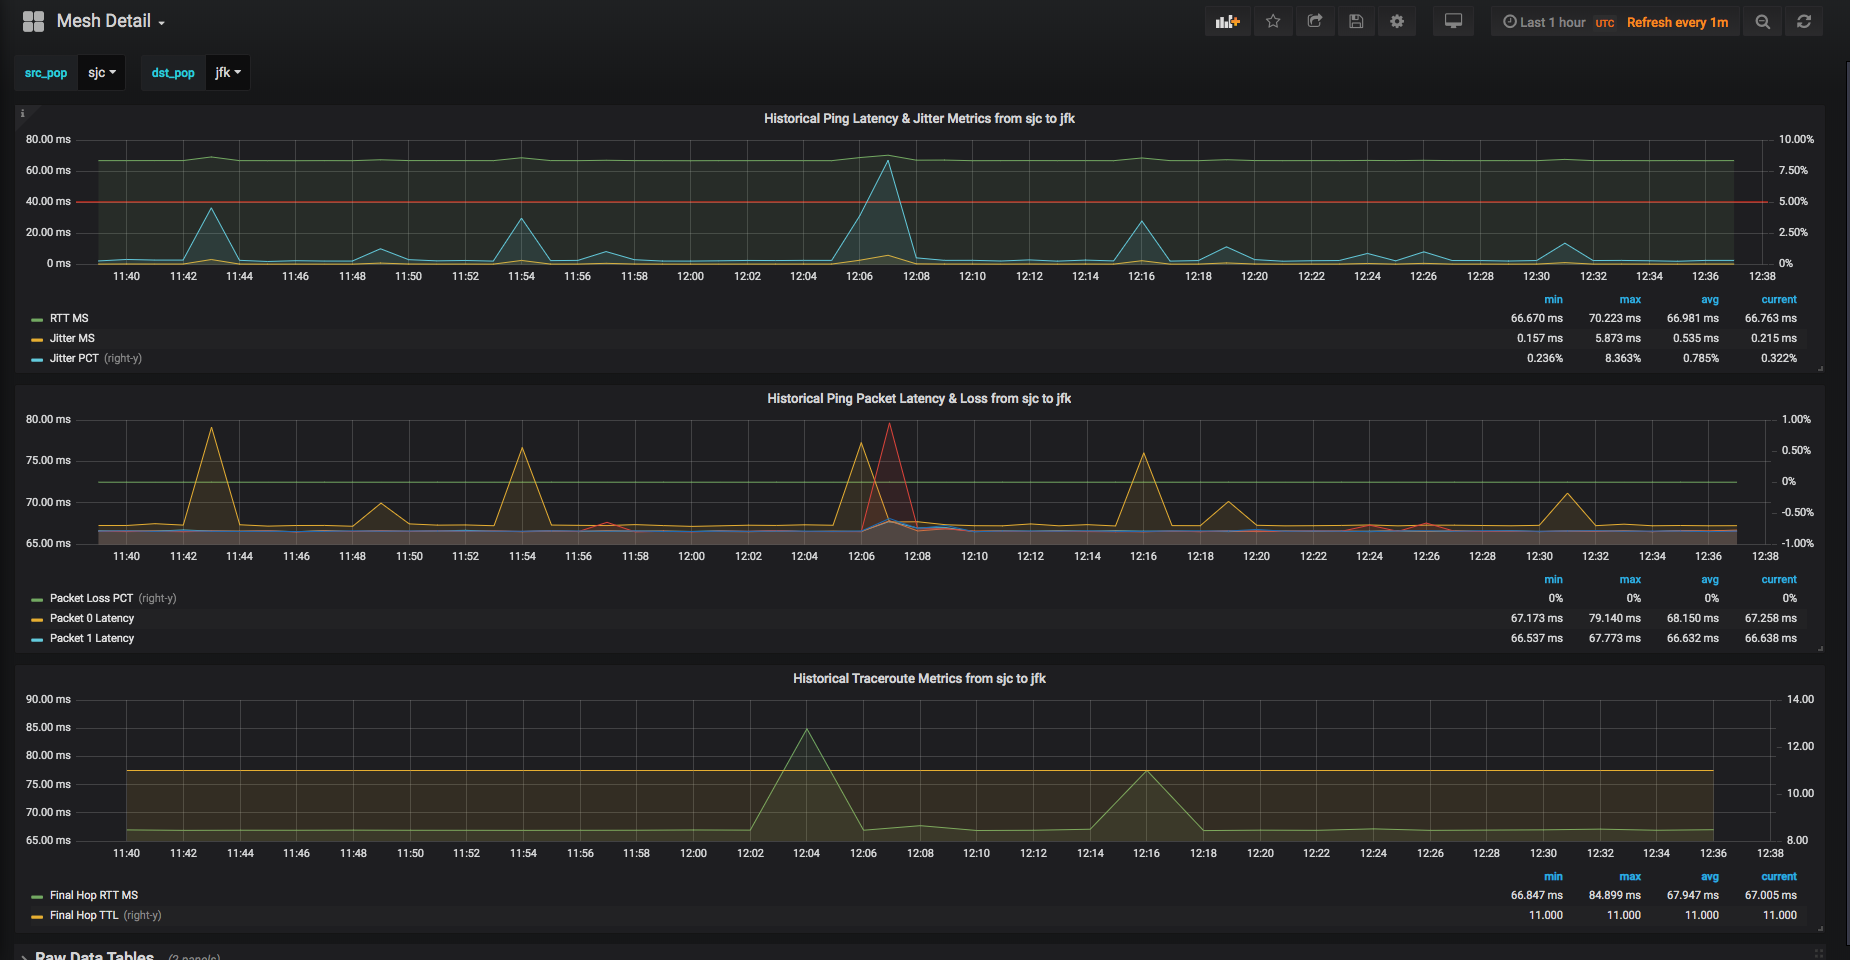 Mesh Detail
Last 1 hour UTC Refresh every 1m
src_pop sjc dst_pop jfk
i
Historical Ping Latency & Jitter Metrics from sjc to jfk
80.00 ms 10.00%
60.00 ms 7.50%
40.00 ms 5.00%
20.00 ms 2.50%
0 ms 0%
11:40 11:42 11:44 11:46 11:48 11:50 11:52 11:54 11:56 11:58 12:00 12:02 12:04 12:06 12:08 12:10 12:12 12:14 12:16 12:18 12:20 12:22 12:24 12:26 12:28 12:30 12:32 12:34 12:36 12:38
min max avg current
RTT MS 66.670 ms 70.223 ms 66.981 ms 66.763 ms
Jitter MS 0.157 ms 5.873 ms 0.535 ms 0.215 ms
Jitter PCT (right-y) 0.236% 8.363% 0.785% 0.322%
Historical Ping Packet Latency & Loss from sjc to jfk
80.00 ms 1.00%
75.00 ms 0.50%
0%
70.00 ms -0.50%
65.00 ms -1.00%
11:40 11:42 11:44 11:46 11:48 11:50 11:52 11:54 11:56 11:58 12:00 12:02 12:04 12:06 12:08 12:10 12:12 12:14 12:16 12:18 12:20 12:22 12:24 12:26 12:28 12:30 12:32 12:34 12:36 12:38
min max avg current
Packet Loss PCT (right-y) 0% 0% 0% 0%
Packet 0 Latency 67.173 ms 79.140 ms 68.150 ms 67.258 ms
Packet 1 Latency 66.537 ms 67.773 ms 66.632 ms 66.638 ms
Historical Traceroute Metrics from sjc to jfk
90.00 ms 14.00
85.00 ms
80.00 ms 12.00
75.00 ms 10.00
70.00 ms
65.00 ms 8.00
11:40 11:42 11:44 11:46 11:48 11:50 11:52 11:54 11:56 11:58 12:00 12:02 12:04 12:06 12:08 12:10 12:12 12:14 12:16 12:18 12:20 12:22 12:24 12:26 12:28 12:30 12:32 12:34 12:36 12:38
min max avg current
Final Hop RTT MS 66.847 ms 84.899 ms 67.947 ms 67.005 ms
Final Hop TTL (right-y) 11.000 11.000 11.000 11.000
Raw Data Tables (2 panels)